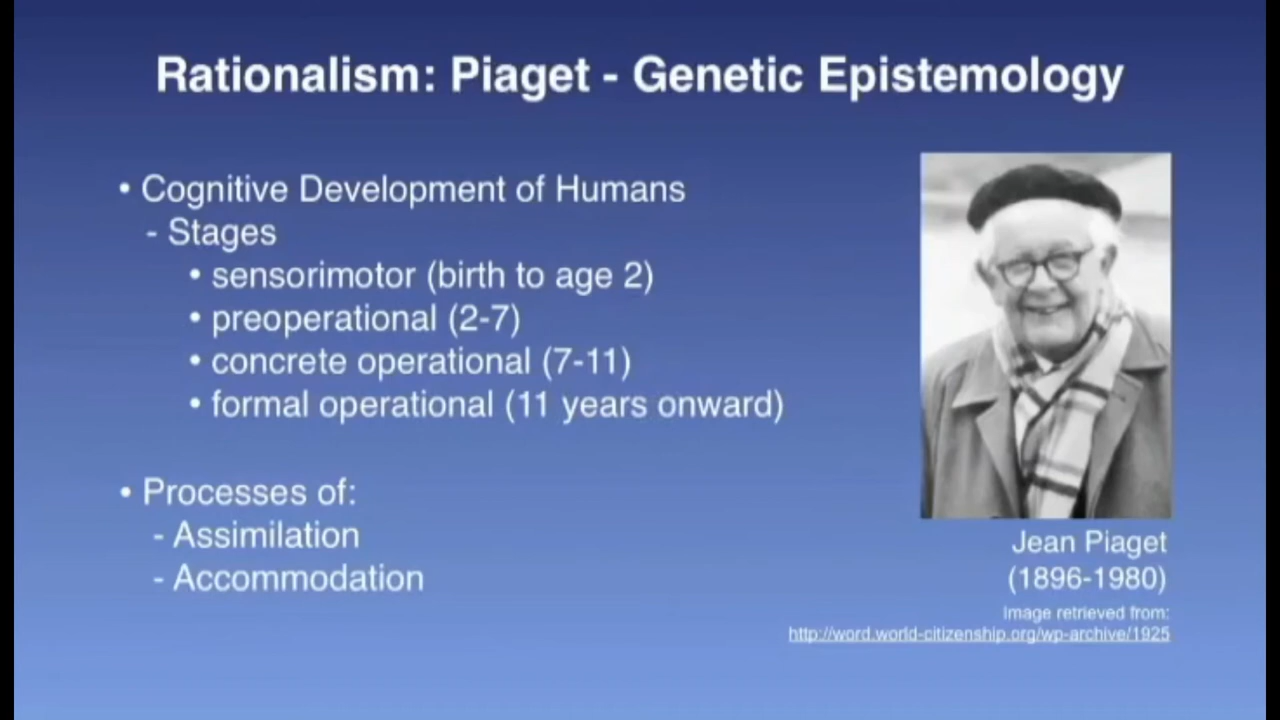 Rationalism: Piaget - Genetic Epistemology
• Cognitive Development of Humans
- Stages
• sensorimotor (birth to age 2)
• preoperational (2-7)
• concrete operational (7-11)
• formal operational (11 years onward)
• Processes of:
- Assimilation
- Accommodation
Jean Piaget
(1896-1980)
Image retrieved from:
http://word.world-citizenship.org/wp-archive/1925